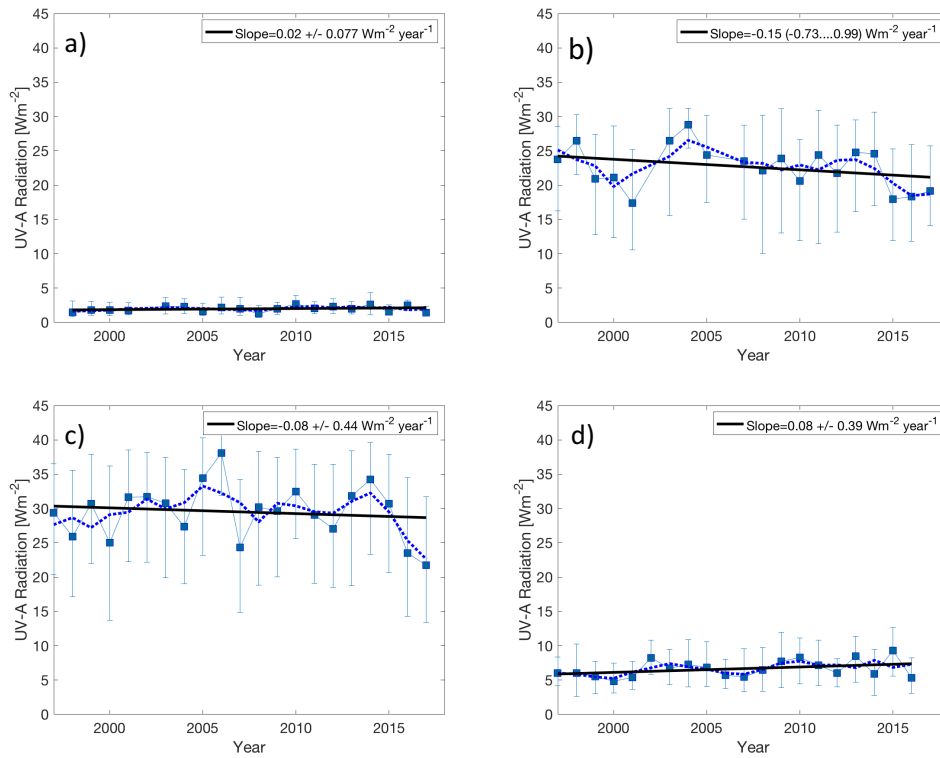 a)
Slope=0.02 +/- 0.077 Wm⁻² year⁻¹
45
40
35
30
25
20
15
10
5
0
UV-A Radiation [Wm⁻²]
2000 2005 2010 2015
Year
b)
Slope=-0.15 (-0.73....0.99) Wm⁻² year⁻¹
45
40
35
30
25
20
15
10
5
0
UV-A Radiation [Wm⁻²]
2000 2005 2010 2015
Year
c)
Slope=-0.08 +/- 0.44 Wm⁻² year⁻¹
45
40
35
30
25
20
15
10
5
0
UV-A Radiation [Wm⁻²]
2000 2005 2010 2015
Year
d)
Slope=0.08 +/- 0.39 Wm⁻² year⁻¹
45
40
35
30
25
20
15
10
5
0
UV-A Radiation [Wm⁻²]
2000 2005 2010 2015
Year